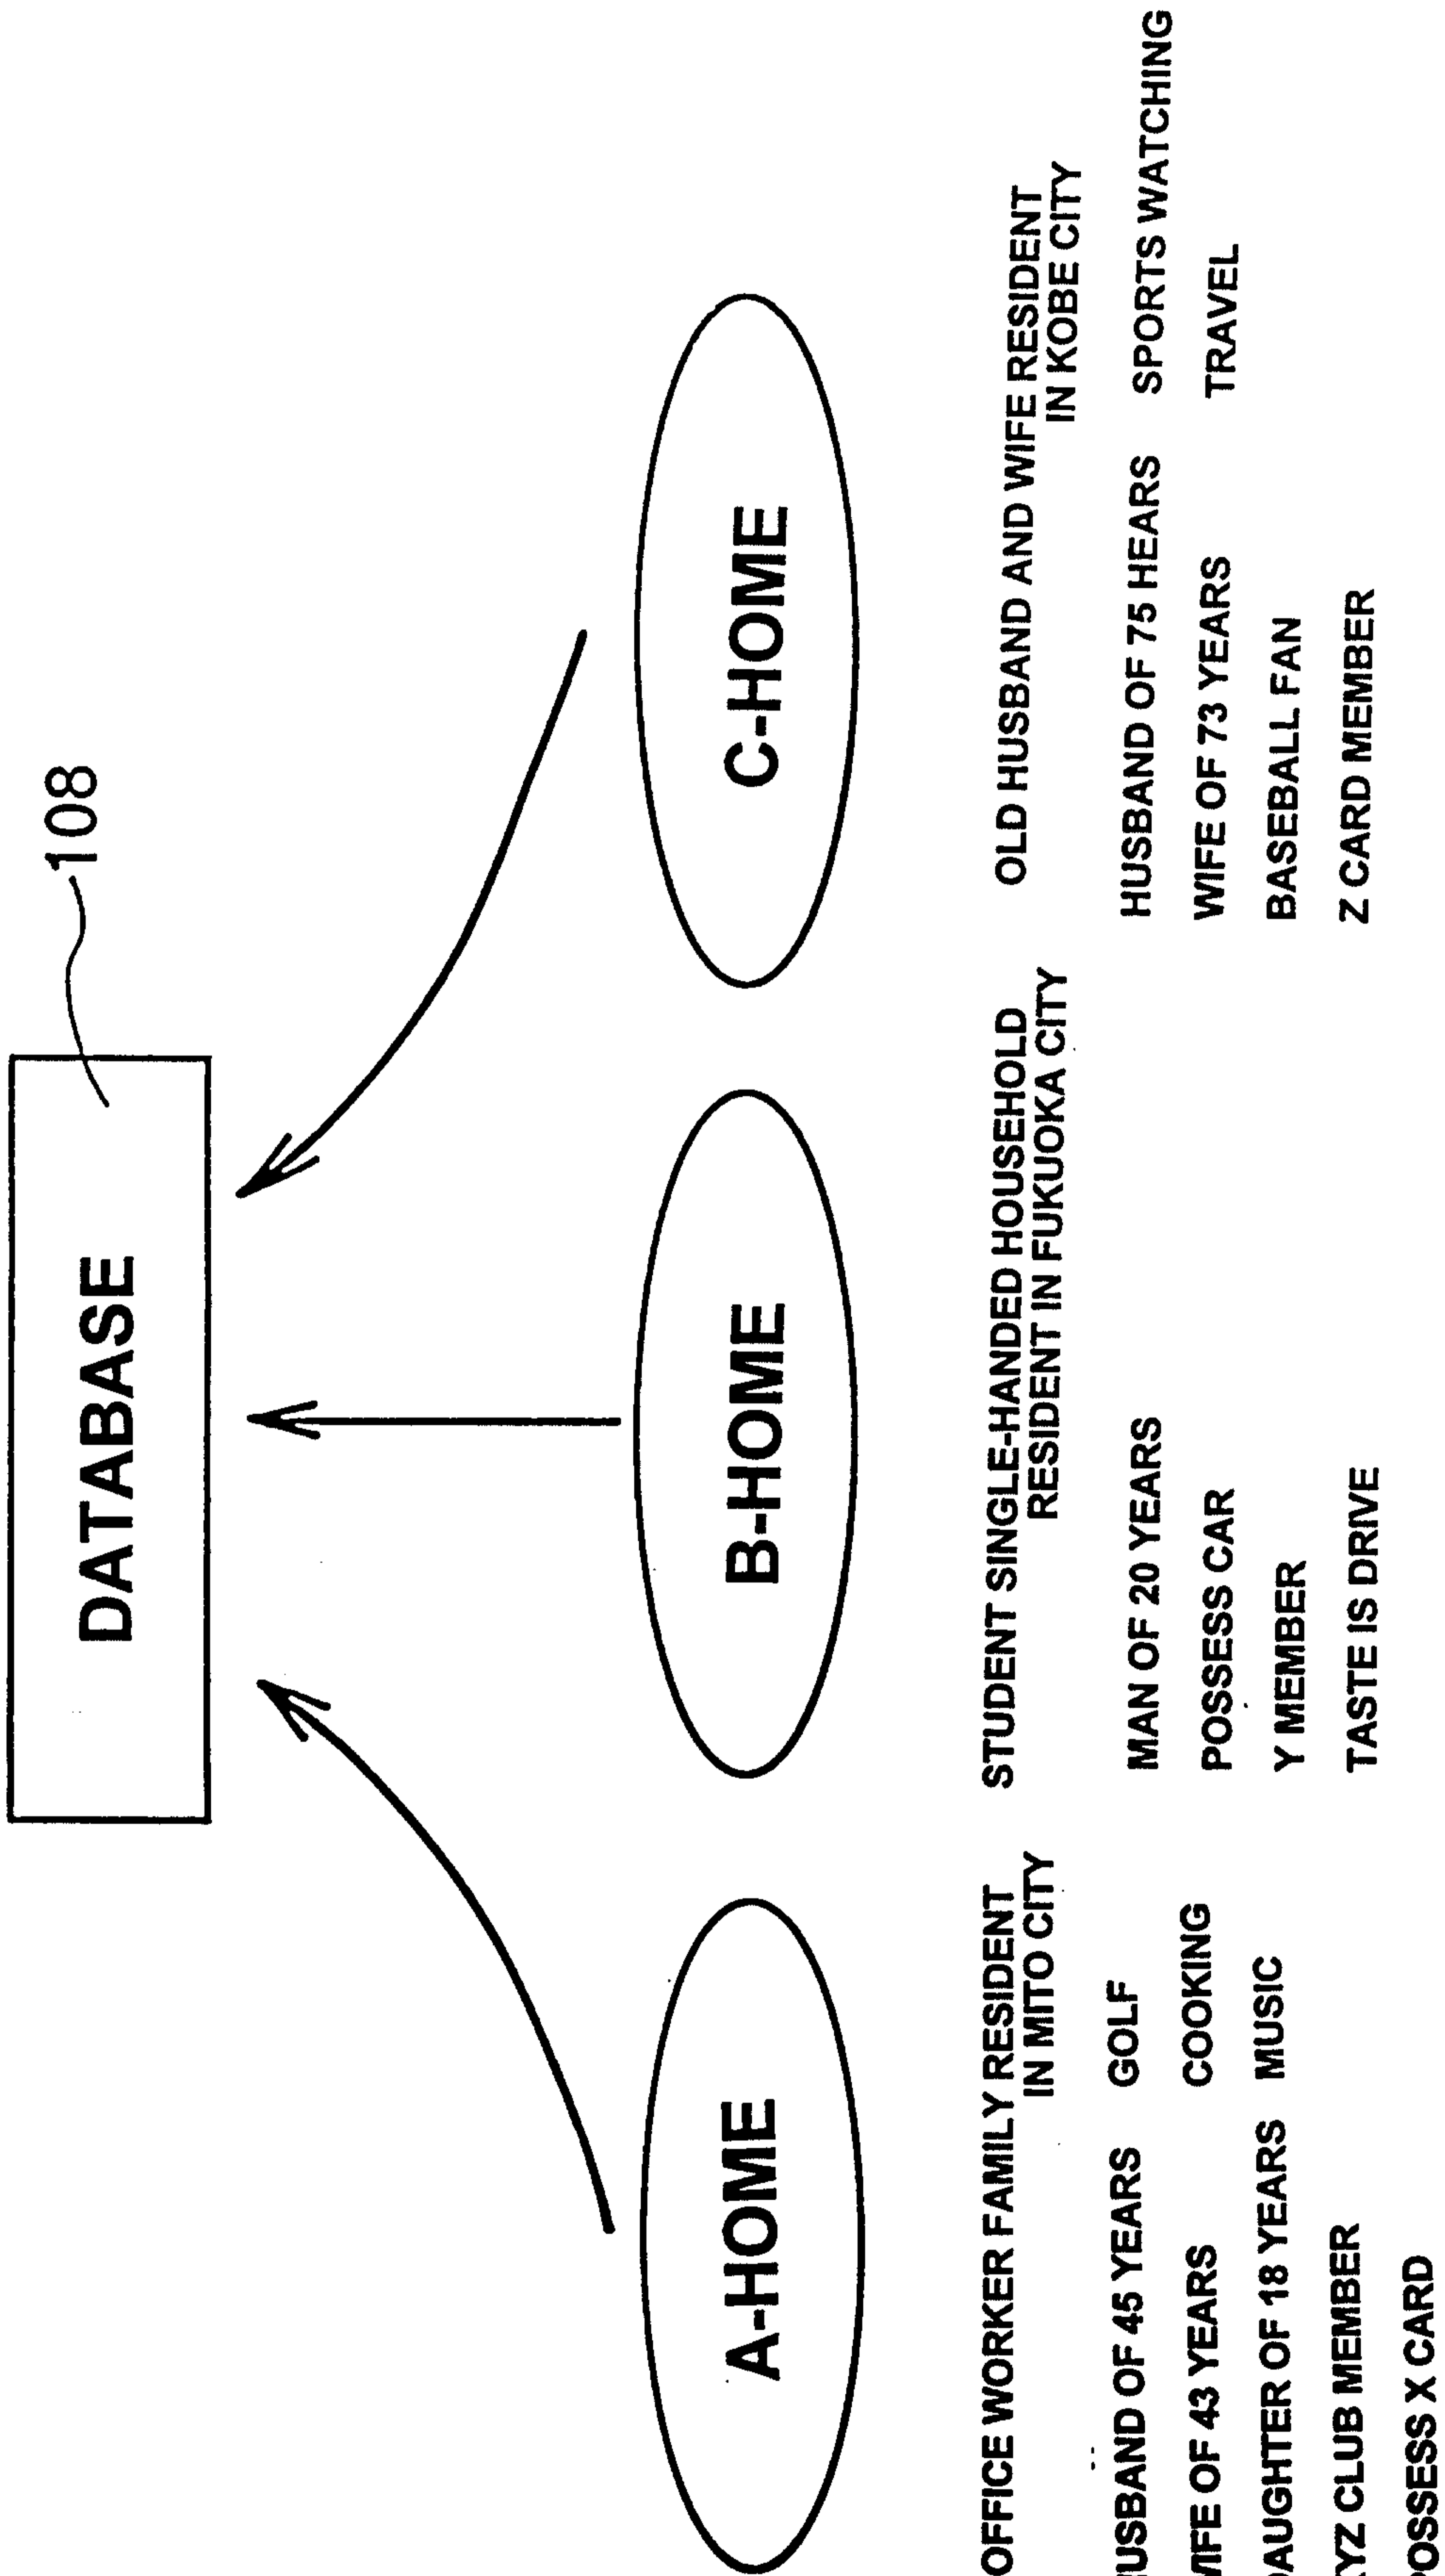 DATABASE
108
A-HOME
B-HOME
C-HOME
OFFICE WORKER FAMILY RESIDENT
IN MITO CITY
USBAND OF 45 YEARS GOLF
IFE OF 43 YEARS COOKING
AUGHTER OF 18 YEARS MUSIC
YZ CLUB MEMBER
OSSESS X CARD
STUDENT SINGLE-HANDED HOUSEHOLD
RESIDENT IN FUKUOKA CITY
MAN OF 20 YEARS
POSSESS CAR
Y MEMBER
TASTE IS DRIVE
OLD HUSBAND AND WIFE RESIDENT
IN KOBE CITY
HUSBAND OF 75 HEARS SPORTS WATCHING
WIFE OF 73 YEARS TRAVEL
BASEBALL FAN
Z CARD MEMBER